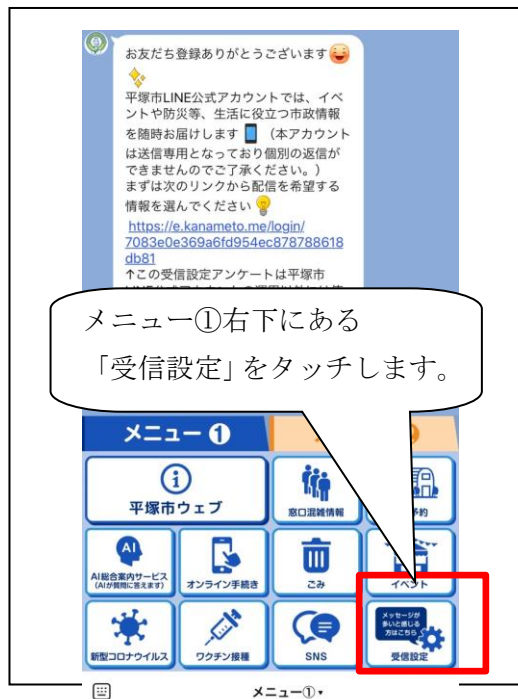 お友だち登録ありがとうございます
平塚市LINE公式アカウントでは、イベ
ントや防災等、生活に役立つ市政情報
を随時お届けします （本アカウント
は送信専用となっており個別の返信が
できませんのでご了承ください。）
まずは次のリンクから配信を希望する
情報を選んでください
https://e.kanameto.me/login/
7083e0e369a6fd954ec878788618
db81
↑この受信設定アンケートは平塚市
メニュー①右下にある
「受信設定」をタッチします。
メニュー ❶
平塚市ウェブ
窓口混雑情報
AI
AI総合案内サービス
(AIが質問に答えます)
オンライン手続き
ごみ
イベント
新型コロナウイルス
ワクチン接種
SNS
メッセージが
多いと感じる
方はこちら
受信設定
メニュー①▾